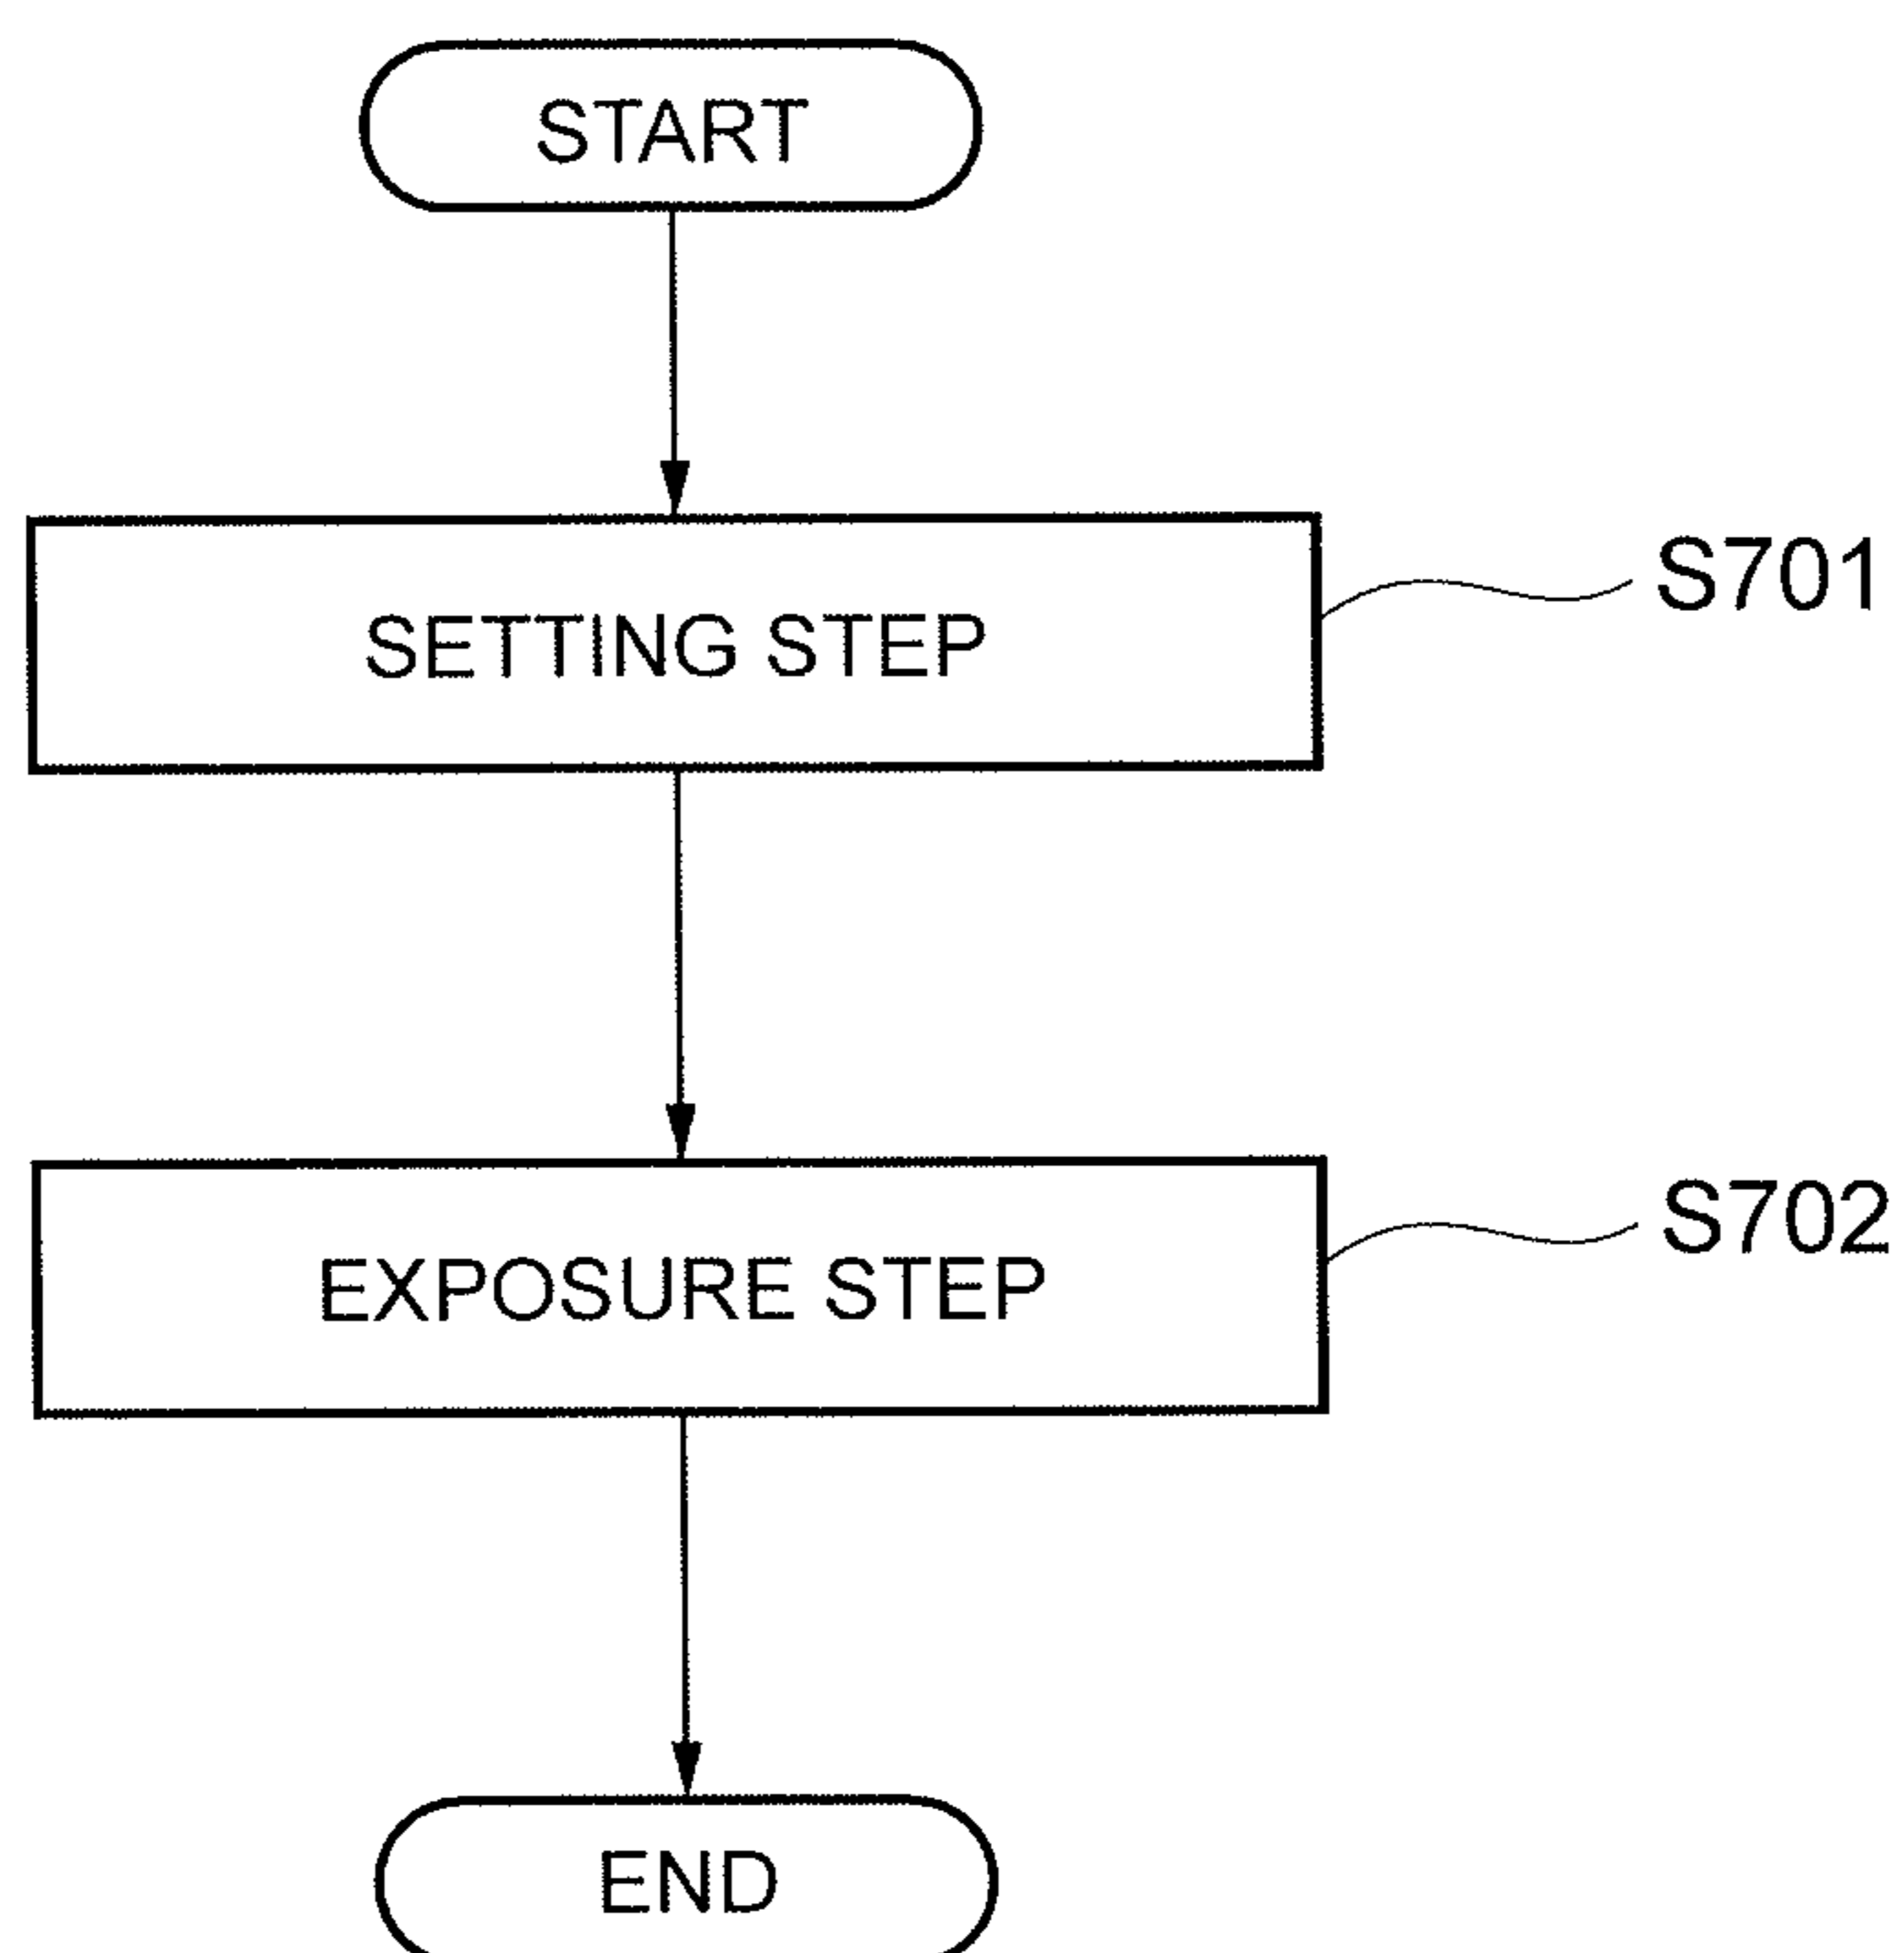 START
SETTING STEP
S701
EXPOSURE STEP
S702
END